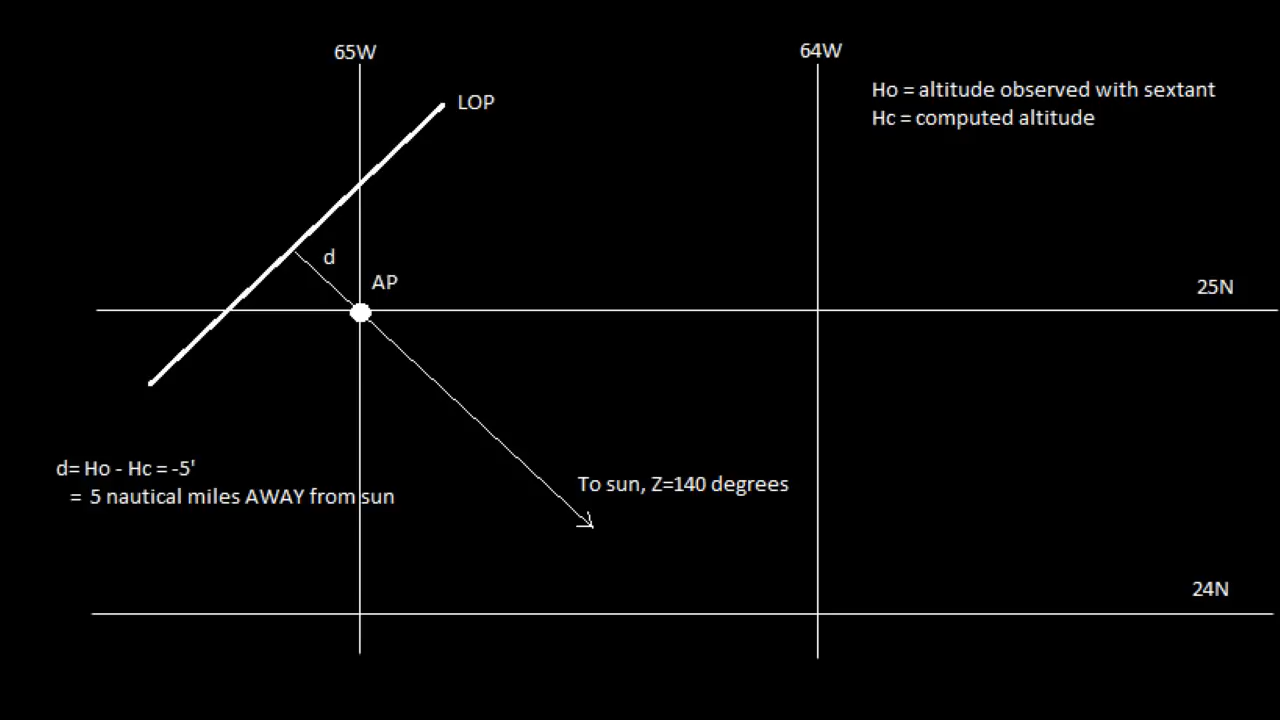 65W
64W
Ho = altitude observed with sextant
Hc = computed altitude
LOP
d
AP
25N
d= Ho - Hc = -5'
= 5 nautical miles AWAY from sun
To sun, Z=140 degrees
24N